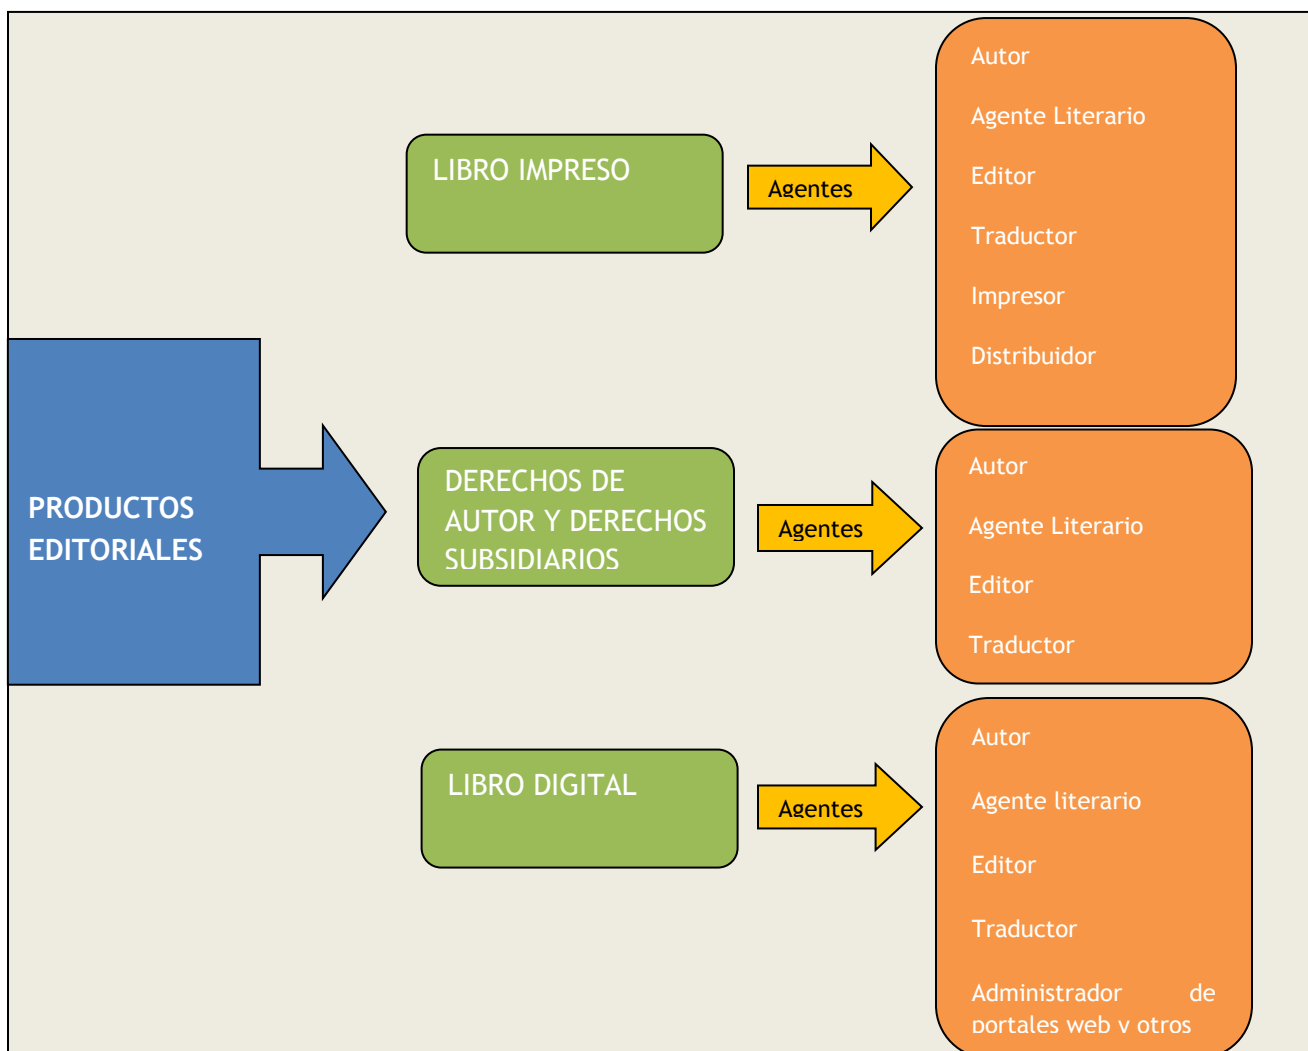 PRODUCTOS
EDITORIALES
LIBRO IMPRESO
Agentes
Autor
Agente Literario
Editor
Traductor
Impresor
Distribuidor
DERECHOS DE
AUTOR Y DERECHOS
SUBSIDIARIOS
Agentes
Autor
Agente Literario
Editor
Traductor
LIBRO DIGITAL
Agentes
Autor
Agente literario
Editor
Traductor
Administrador de
portales web y otros